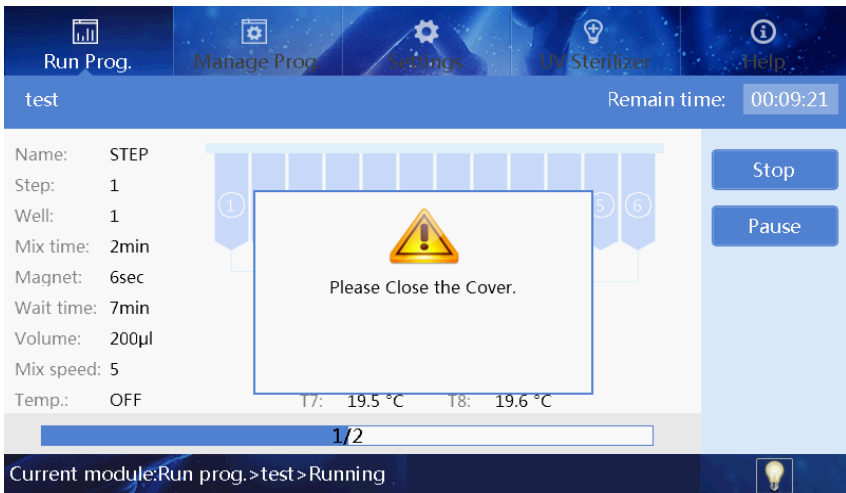 Run Prog. Manage Prog. Settings UV Sterilizer Help
test Remain time: 00:09:21
Name: STEP
Step: 1
Well: 1
Mix time: 2min
Magnet: 6sec
Wait time: 7min
Volume: 200µl
Mix speed: 5
Temp.: OFF
Stop
Pause
1 5 6
Please Close the Cover.
T7: 19.5 °C T8: 19.6 °C
1/2
Current module:Run prog.>test>Running